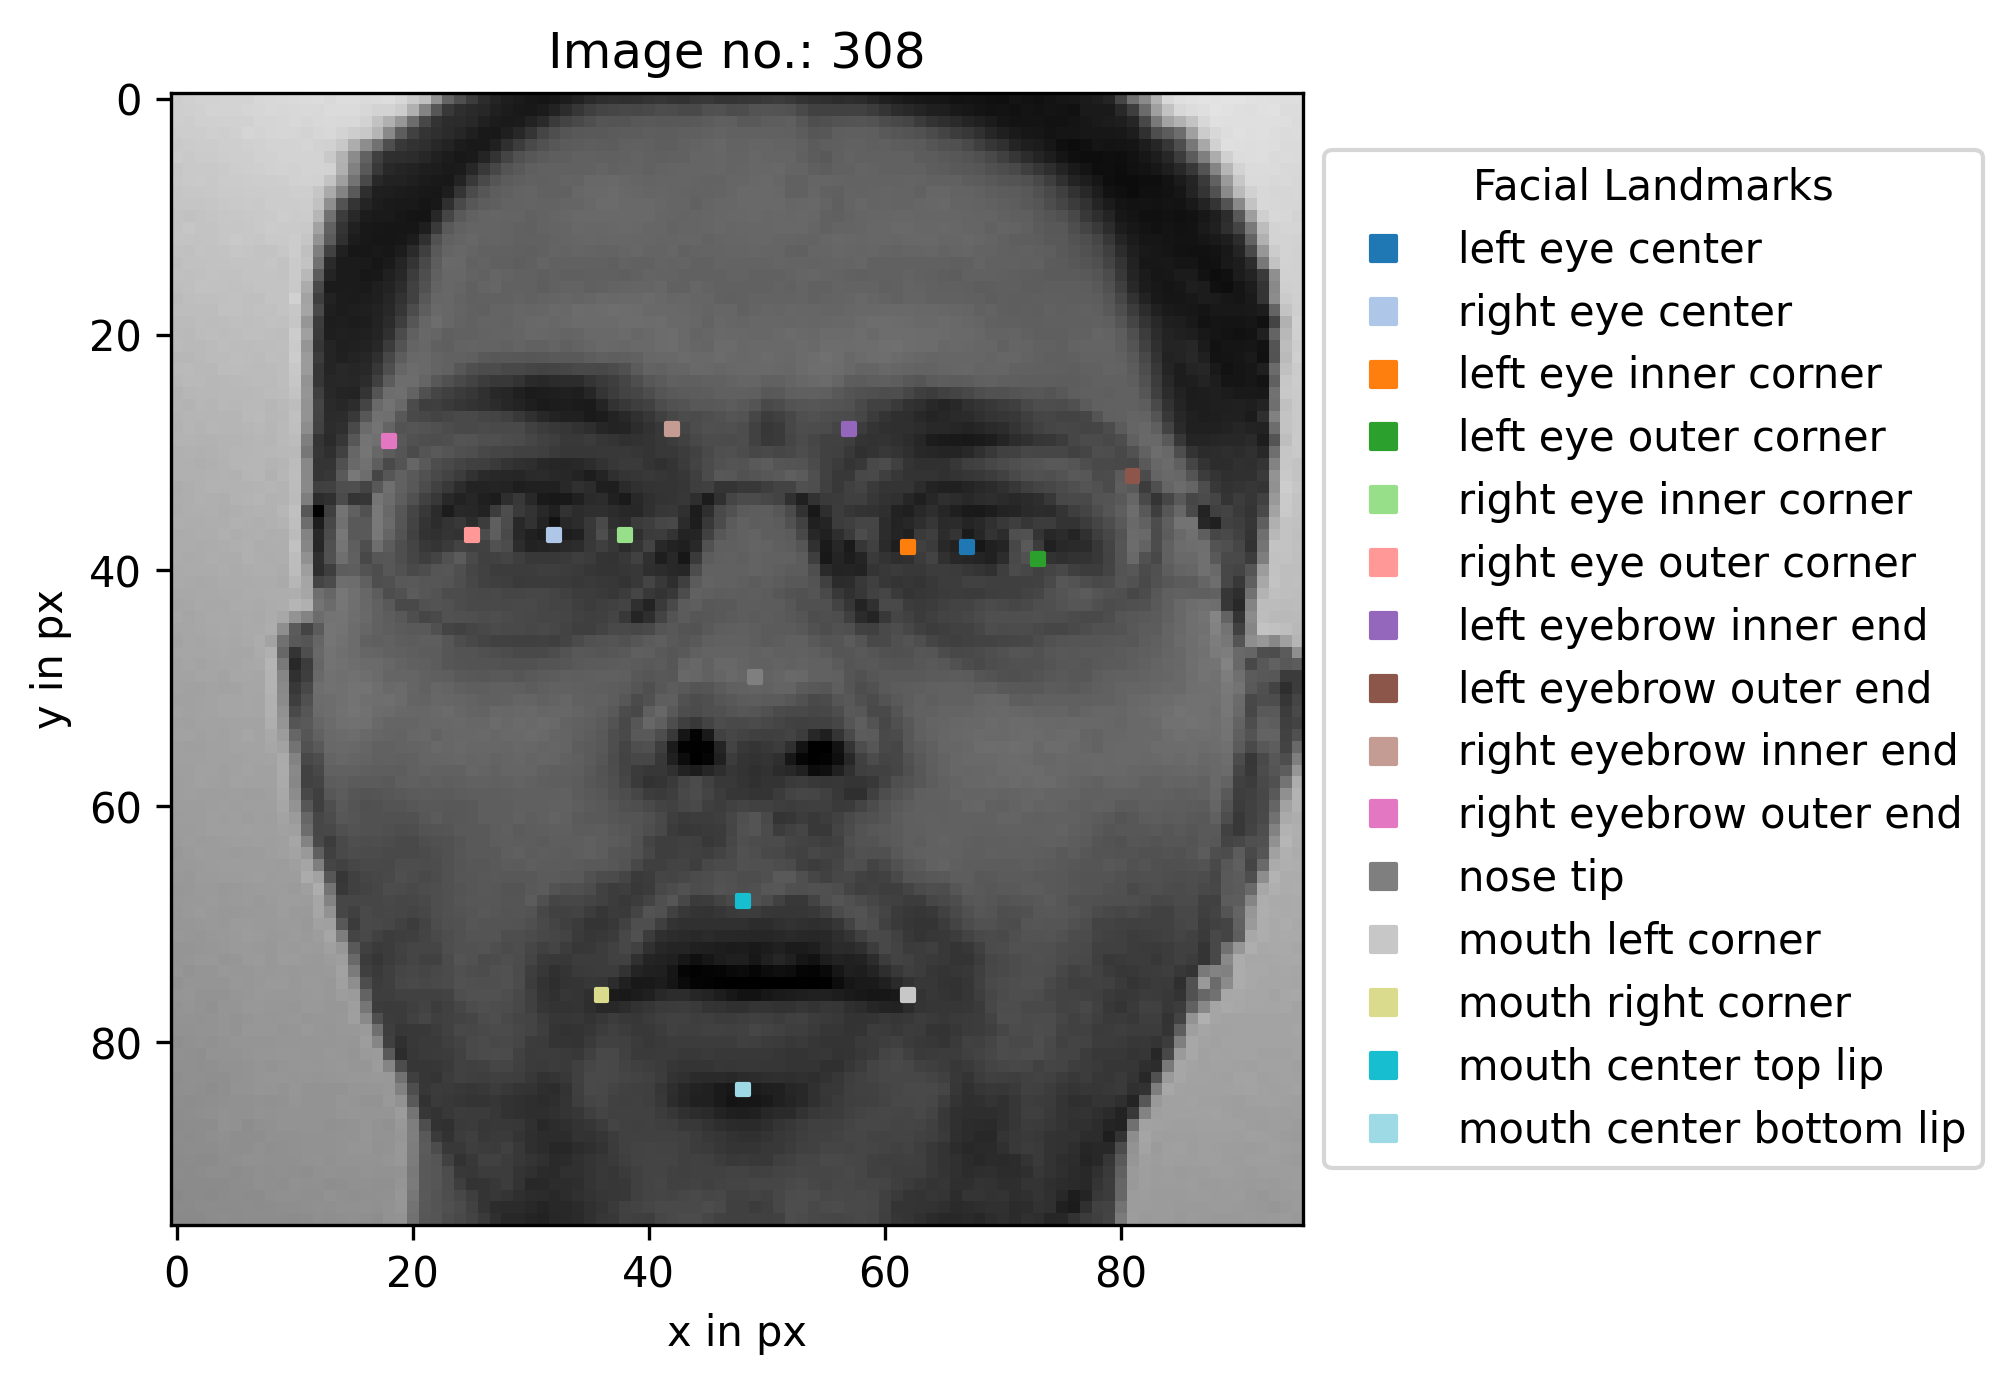 Image no.: 308
0
20
40
60
80
y in px
0 20 40 60 80
x in px
Facial Landmarks
left eye center
right eye center
left eye inner corner
left eye outer corner
right eye inner corner
right eye outer corner
left eyebrow inner end
left eyebrow outer end
right eyebrow inner end
right eyebrow outer end
nose tip
mouth left corner
mouth right corner
mouth center top lip
mouth center bottom lip